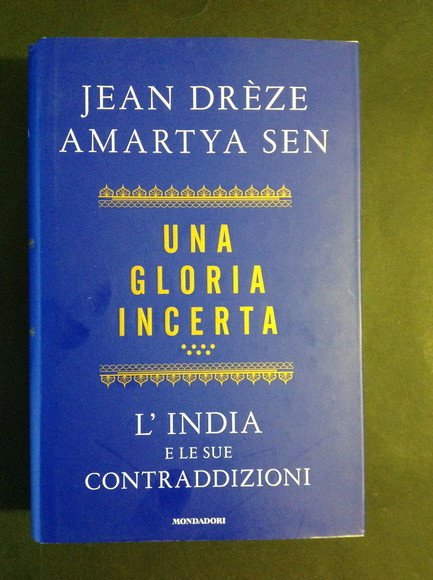 JEAN DRÈZE
AMARTYA SEN
UNA
GLORIA
INCERTA
L' INDIA
E LE SUE
CONTRADDIZIONI
MONDADORI